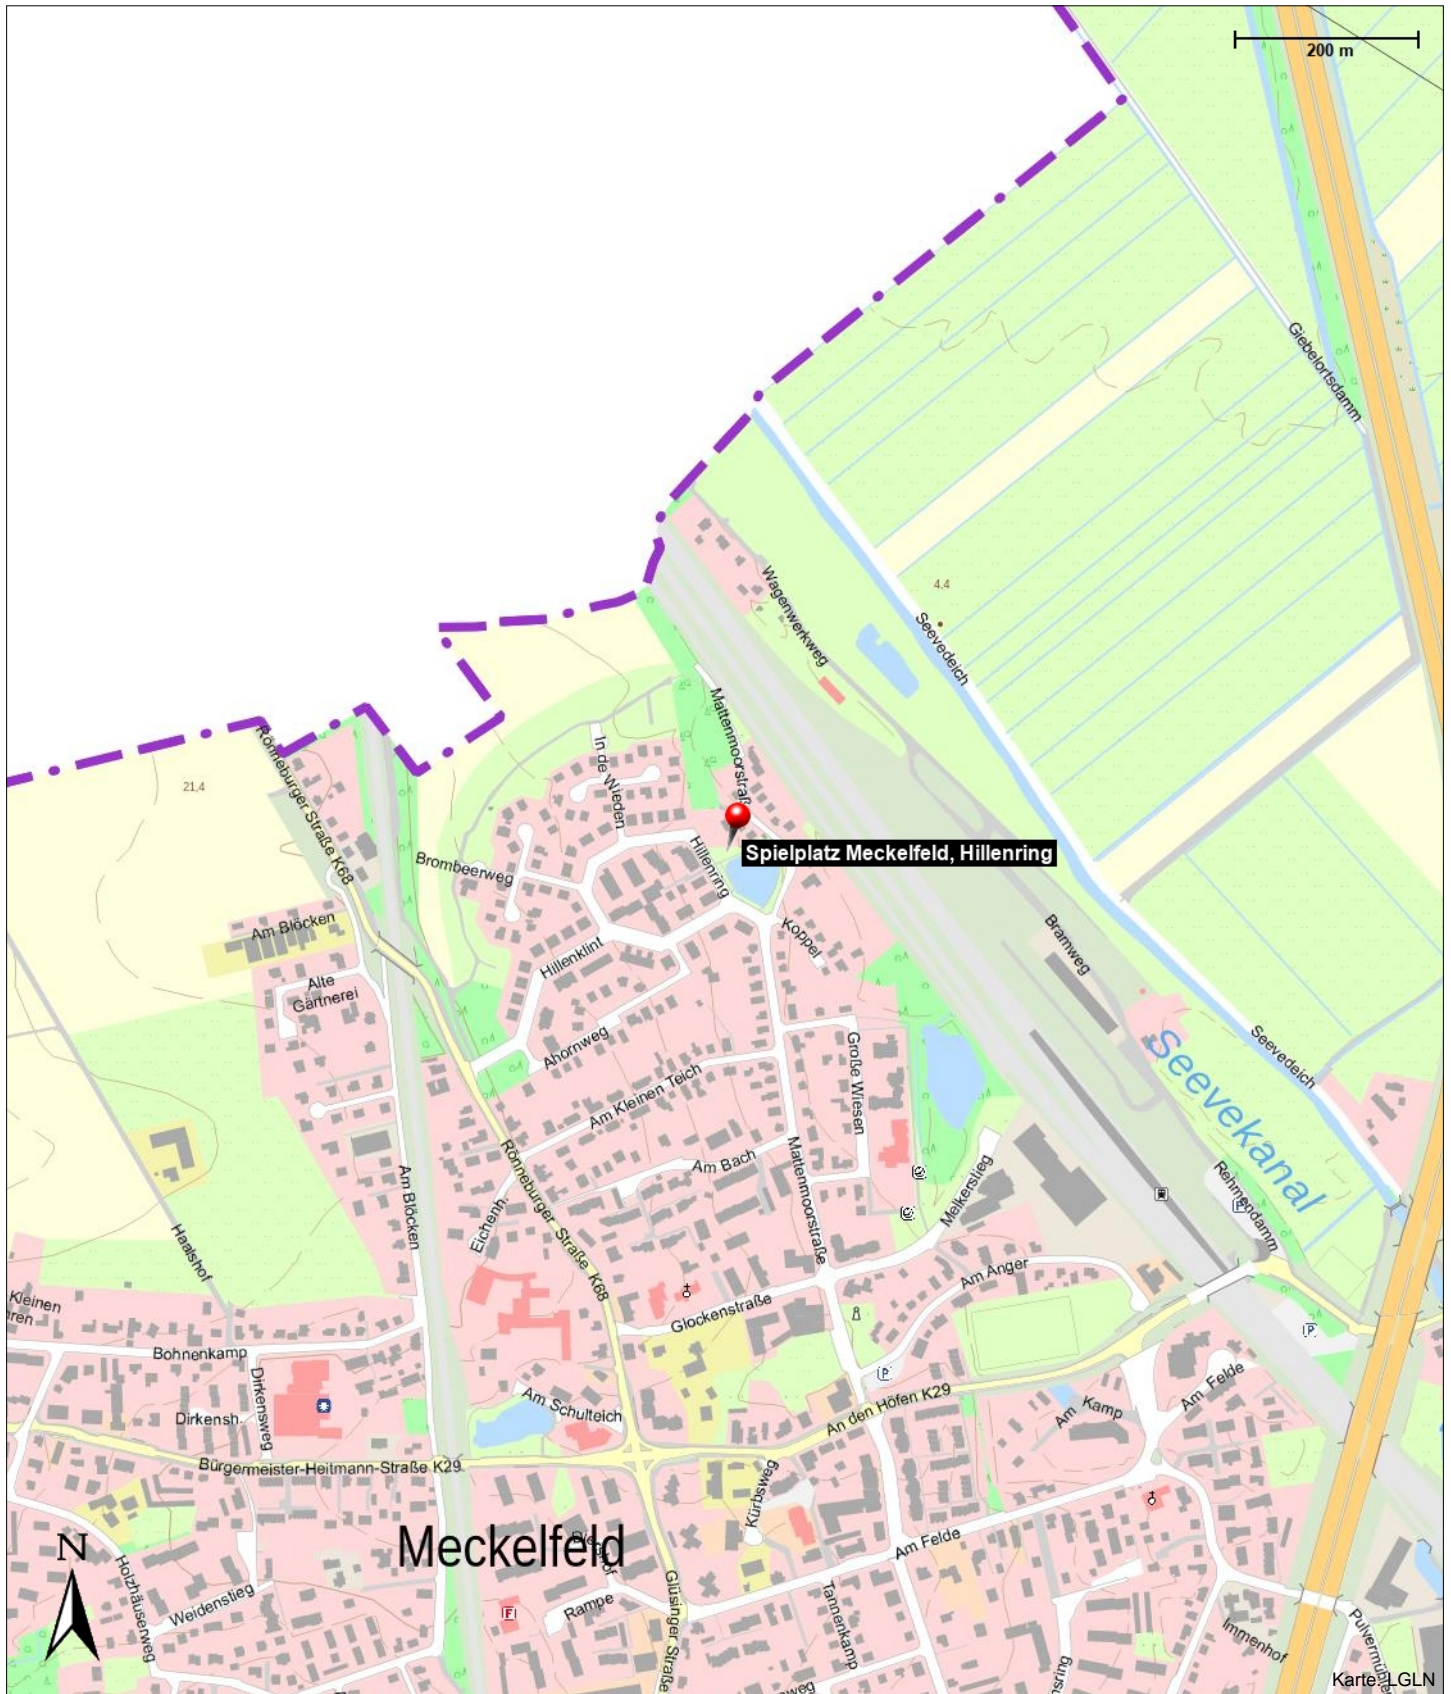 200 m
Giebelortsdamm
4,4
Wagenwerkweg
Seevedeich
Mattenmoorstraß
In de Wieden
21,4
Rönneburger Straße K68
Spielplatz Meckelfeld, Hillenring
Hillenring
Brombeerweg
Am Blöcken
Koppel
Bramweg
Hillenklint
Alte
Gärtnerei
Ahornweg
Große Wiesen
Seevedeich
Seevekanal
Am Kleinen Teich
Am Bach
Mattenmoorstraße
Rönneburger Straße K68
Am Blöcken
Eichenh.
Melkerstieg
Rehmendamm
P
Haalshof
Am Anger
Kleinen
Glockenstraße
P
Bohnenkamp
P
Dirkensweg
Am Felde
Am Schulteich
Am Kamp
An den Höfen K29
Dirkensh.
Bürgermeister-Heitmann-Straße K29
Kürbsweg
Meckelfeld
Am Felde
N
Holzhäuserweg
Weidenstieg
Rampe
F
Glüsinger Straße
Tannenkamp
Immenhof
Karte: LGLN